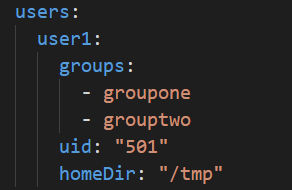 users:
  user1:
    groups:
      - groupone
      - grouptwo
    uid: "501"
    homeDir: "/tmp"